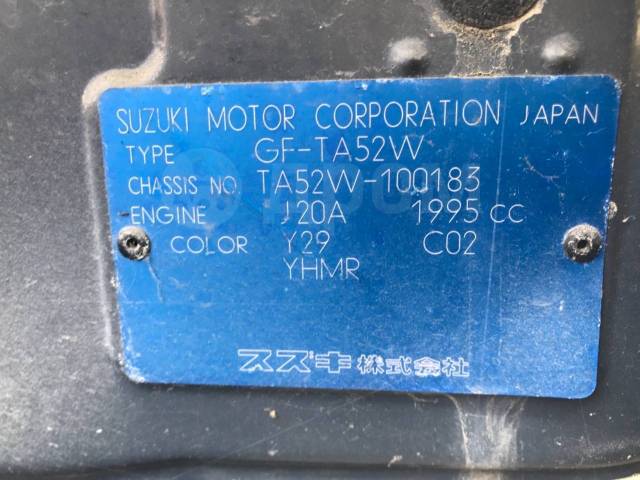 SUZUKI MOTOR CORPORATION JAPAN
TYPE GF-TA52W
CHASSIS NO. TA52W-100183
ENGINE J20A 1995 cc
COLOR Y29 C02
YHMR
スズキ株式会社